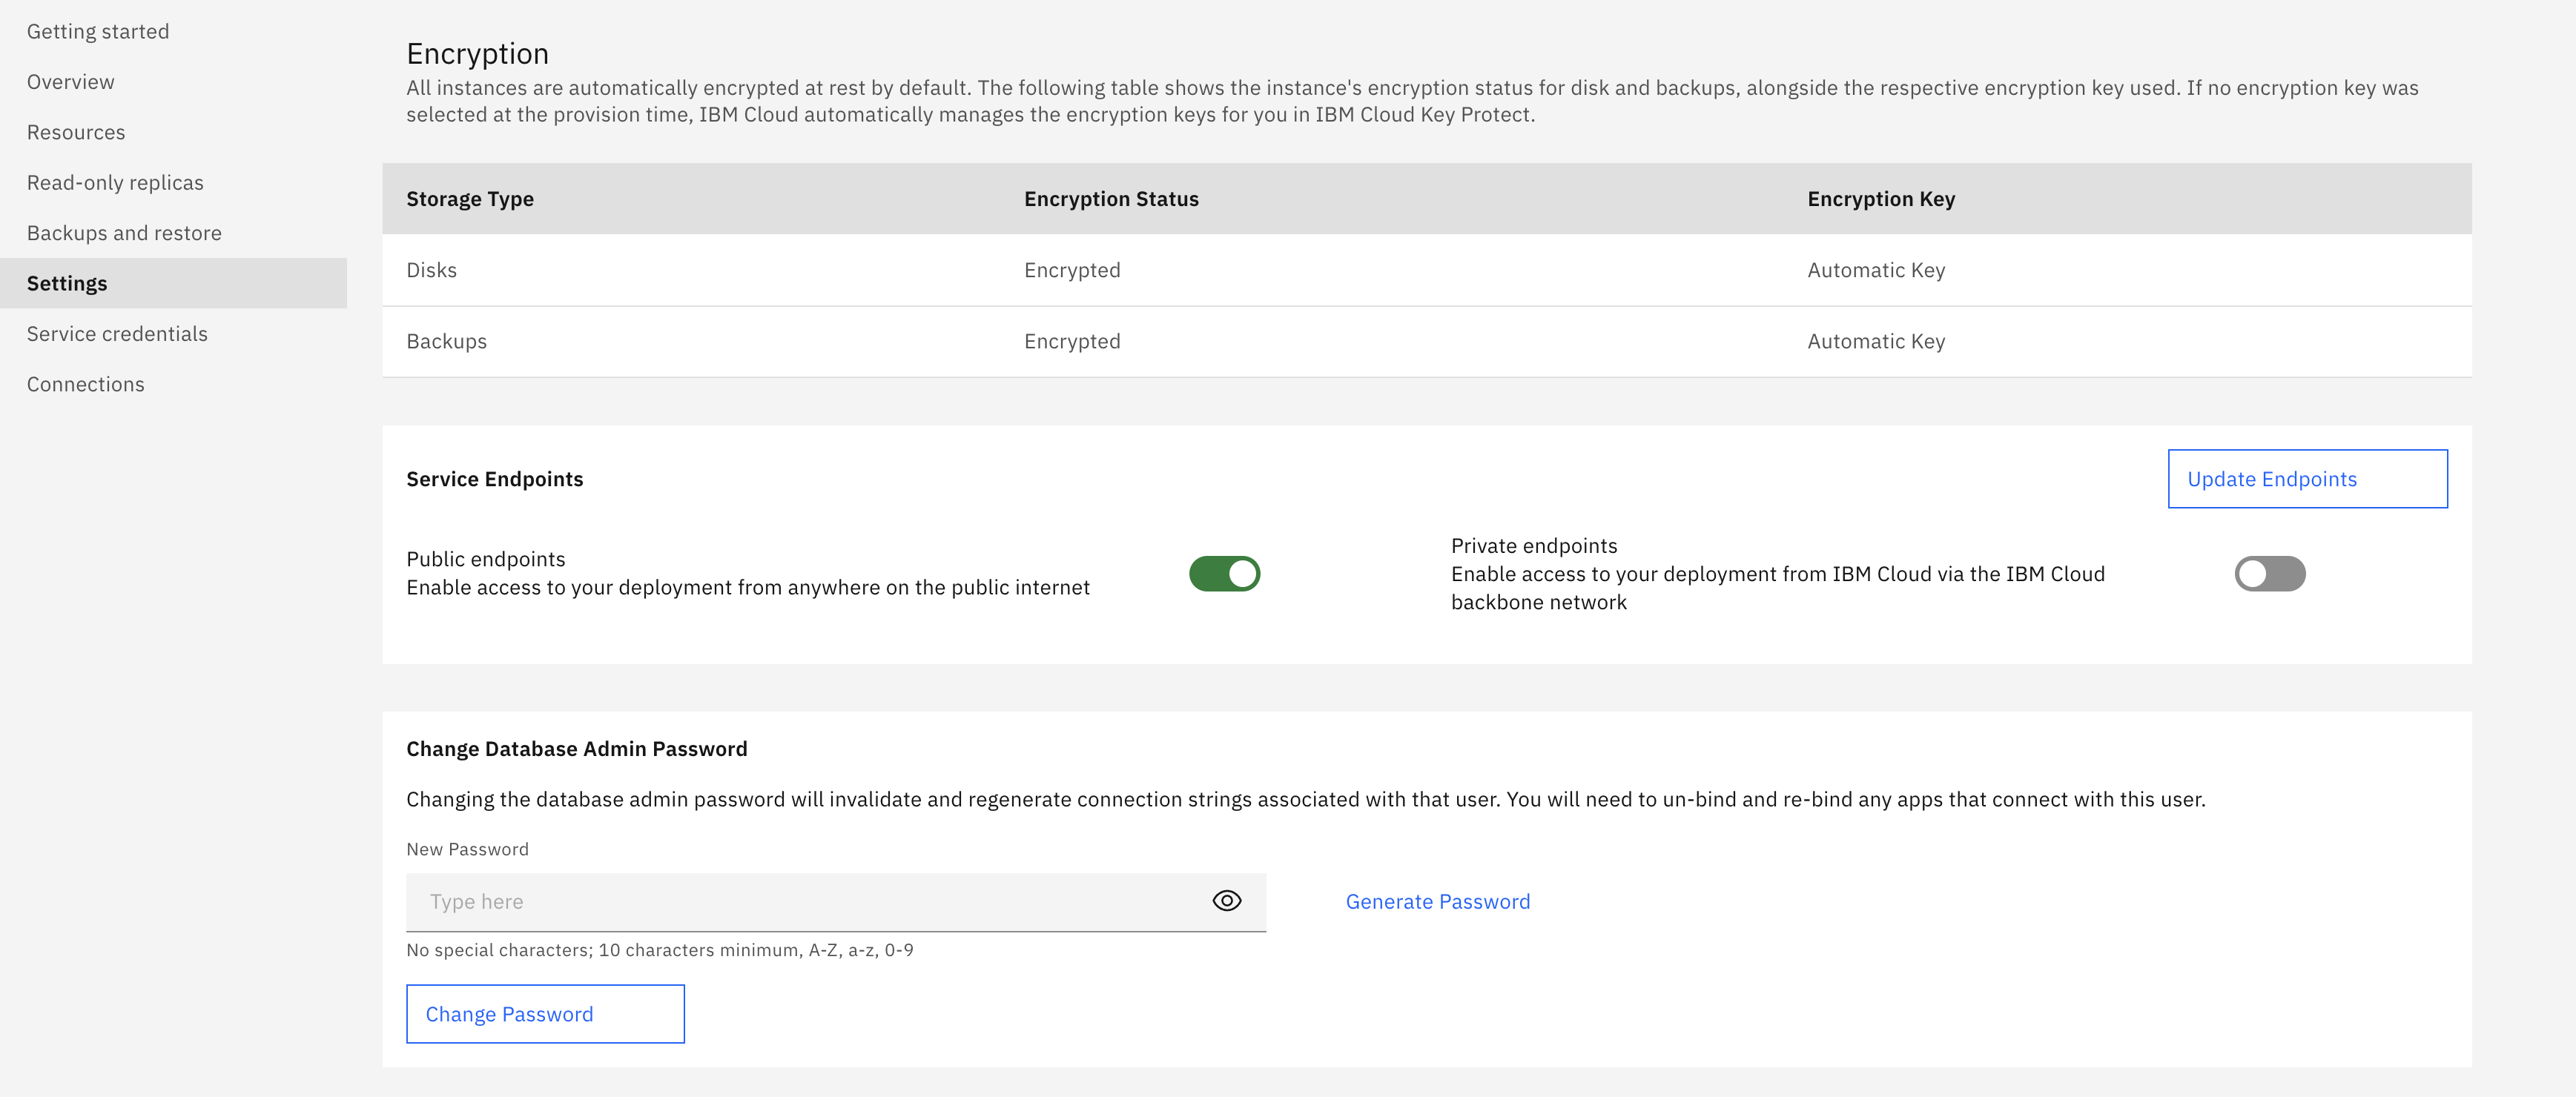 Getting started
Overview
Resources
Read-only replicas
Backups and restore
Settings
Service credentials
Connections
Encryption
All instances are automatically encrypted at rest by default. The following table shows the instance's encryption status for disk and backups, alongside the respective encryption key used. If no encryption key was
selected at the provision time, IBM Cloud automatically manages the encryption keys for you in IBM Cloud Key Protect.
Storage Type Encryption Status Encryption Key
Disks Encrypted Automatic Key
Backups Encrypted Automatic Key
Service Endpoints
Update Endpoints
Public endpoints
Enable access to your deployment from anywhere on the public internet
Private endpoints
Enable access to your deployment from IBM Cloud via the IBM Cloud
backbone network
Change Database Admin Password
Changing the database admin password will invalidate and regenerate connection strings associated with that user. You will need to un-bind and re-bind any apps that connect with this user.
New Password
Type here
Generate Password
No special characters; 10 characters minimum, A-Z, a-z, 0-9
Change Password